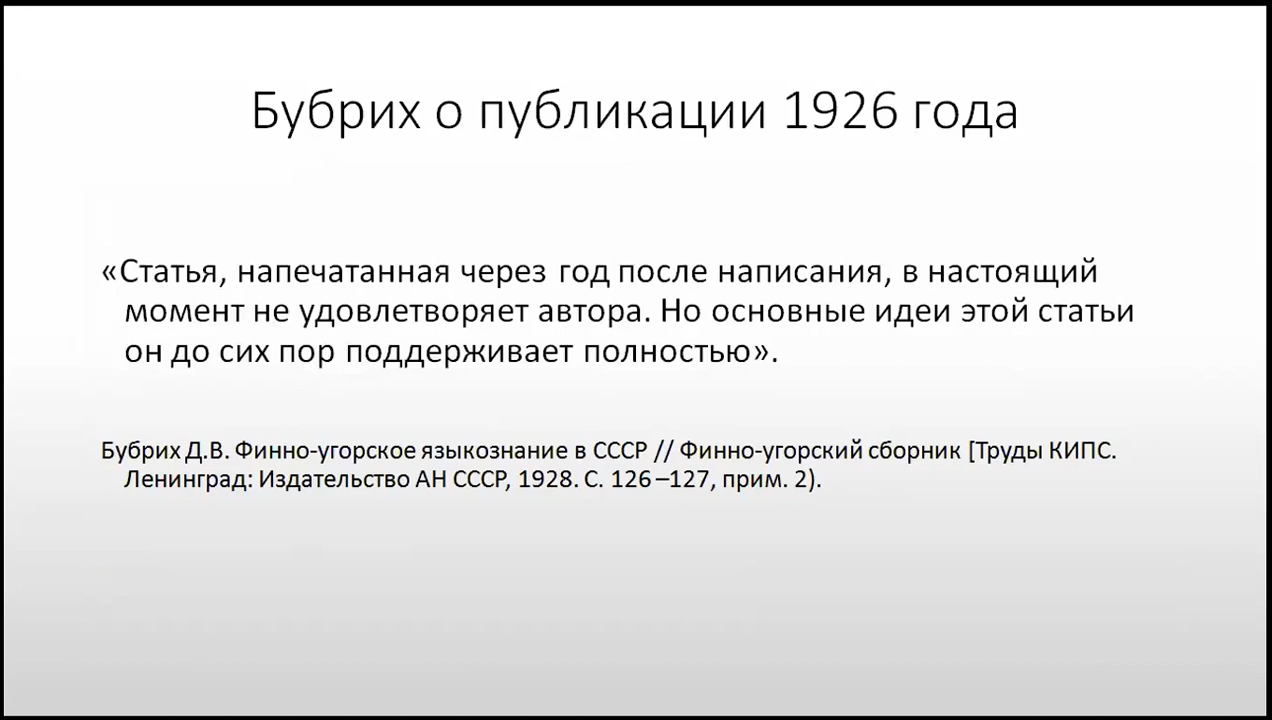 Бубрих о публикации 1926 года
«Статья, напечатанная через год после написания, в настоящий
момент не удовлетворяет автора. Но основные идеи этой статьи
он до сих пор поддерживает полностью».
Бубрих Д.В. Финно-угорское языкознание в СССР // Финно-угорский сборник [Труды КИПС.
Ленинград: Издательство АН СССР, 1928. С. 126–127, прим. 2).